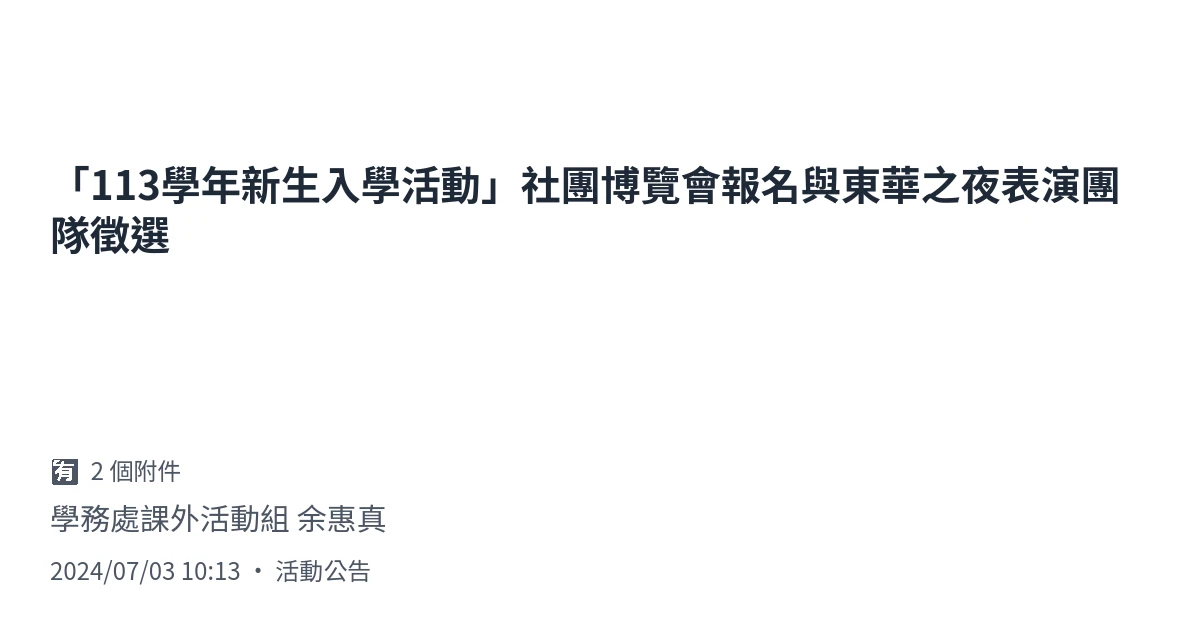 「113學年新生入學活動」社團博覽會報名與東華之夜表演團
隊徵選
🈶 2 個附件
學務處課外活動組 余惠真
2024/07/03 10:13 ・ 活動公告